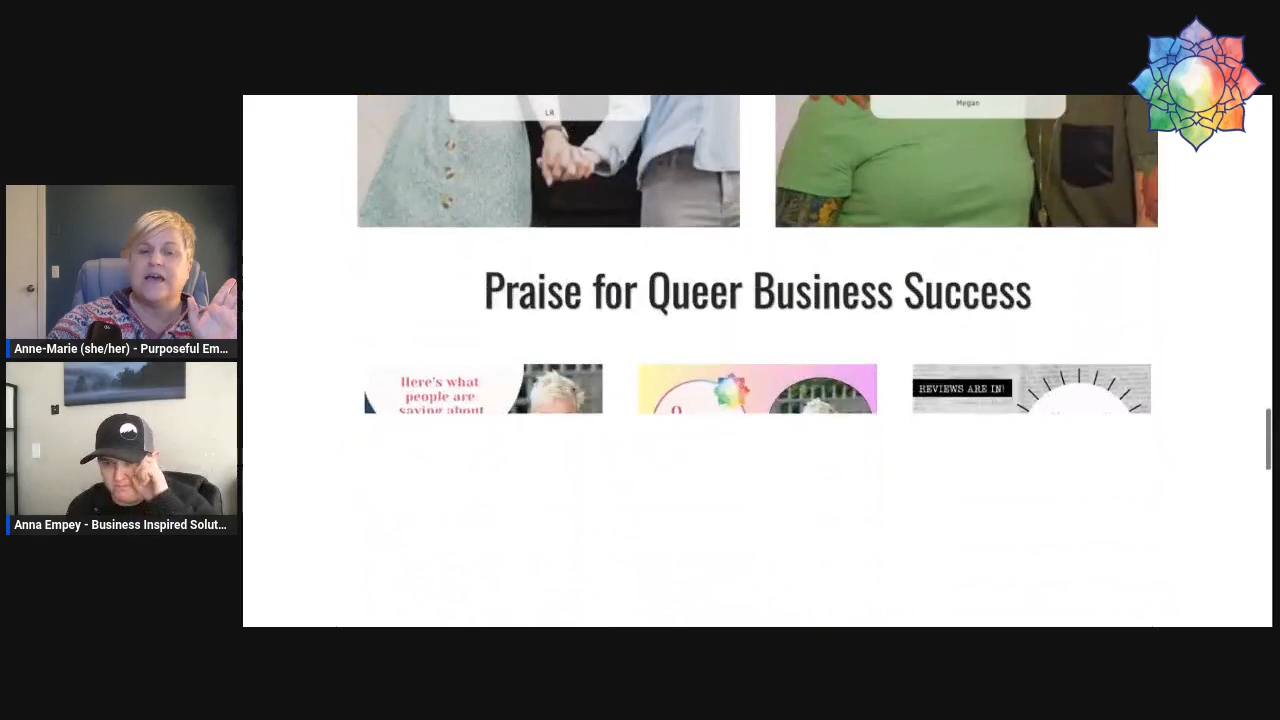 LR
Megan
Praise for Queer Business Success
Here's what
people are
saying about
REVIEWS ARE IN!
Anne-Marie (she/her) - Purposeful Em...
Anna Empey - Business Inspired Solut...